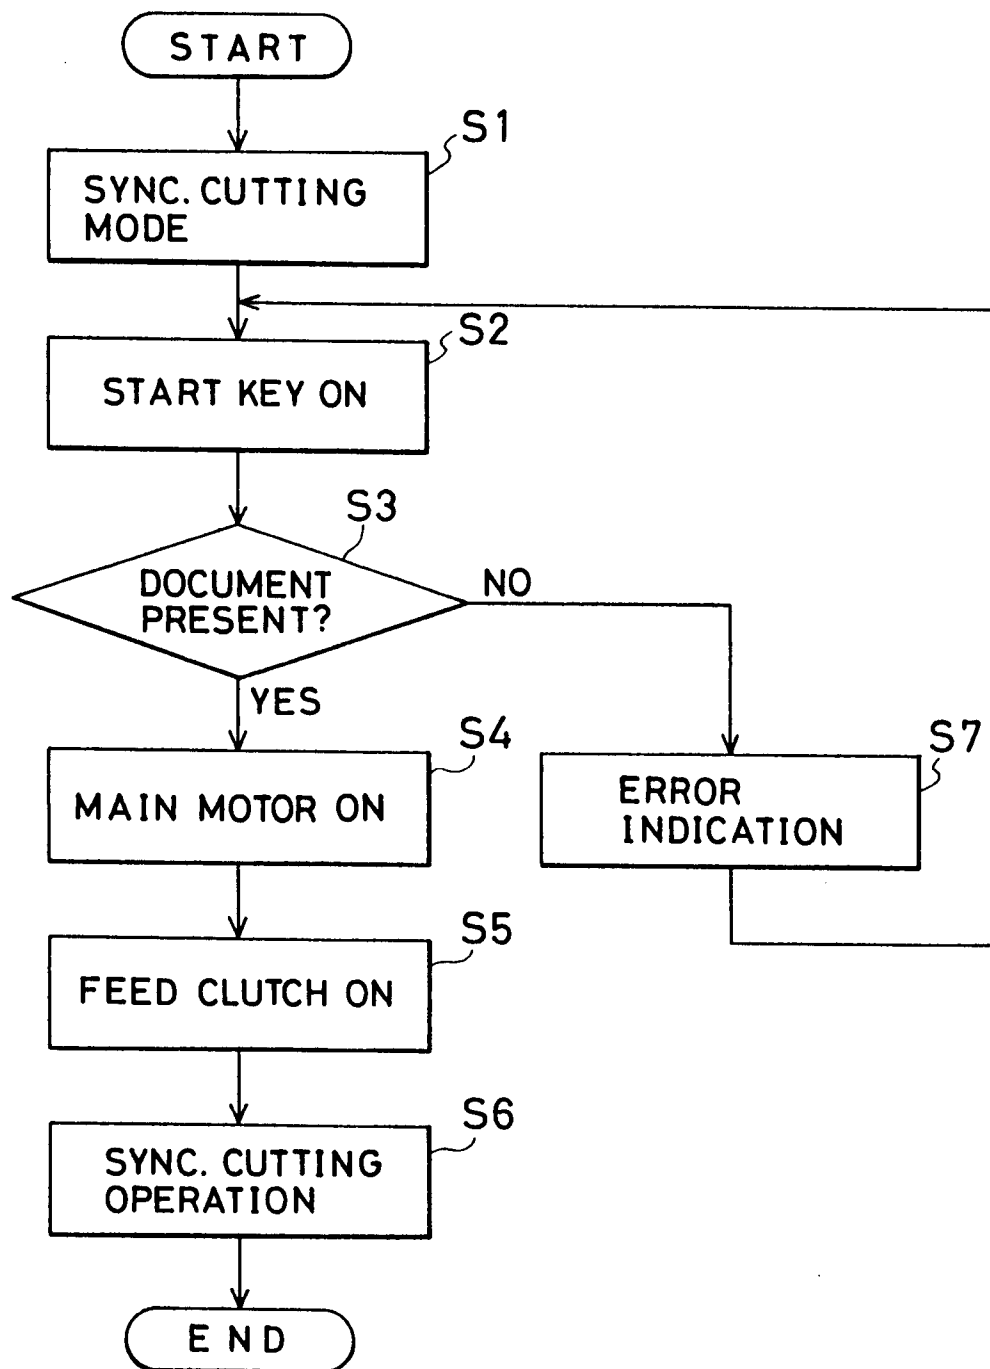 START
S1
SYNC. CUTTING
MODE
S2
START KEY ON
S3
DOCUMENT
PRESENT?
NO
YES
S4
MAIN MOTOR ON
S7
ERROR
INDICATION
S5
FEED CLUTCH ON
S6
SYNC. CUTTING
OPERATION
END